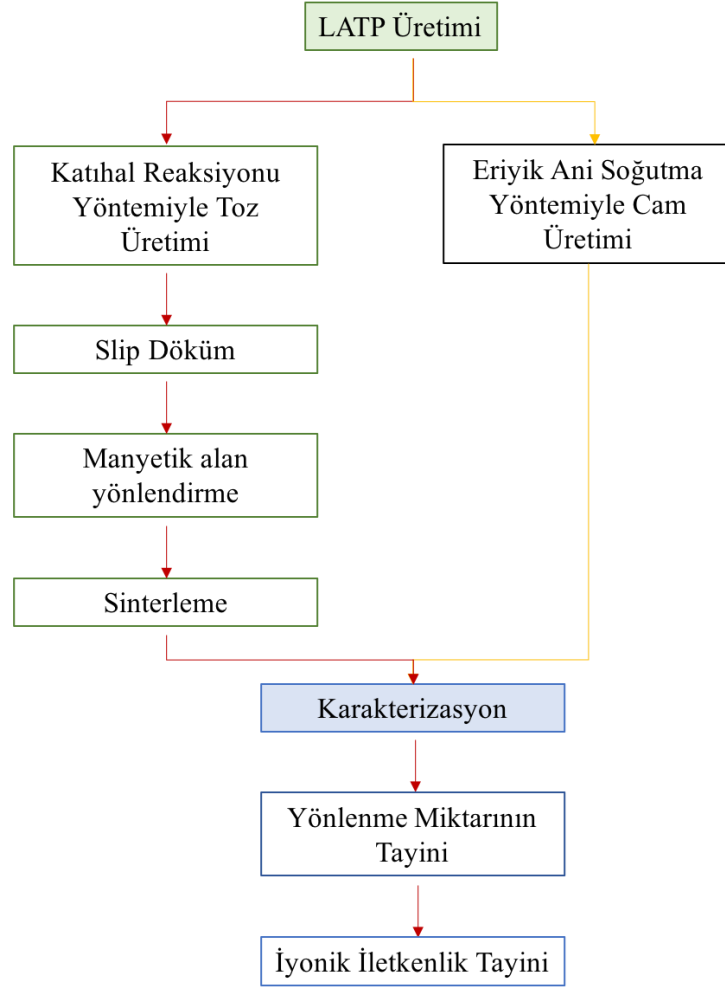 LATP Üretimi
Katıhal Reaksiyonu
Yöntemiyle Toz
Üretimi
Eriyik Ani Soğutma
Yöntemiyle Cam
Üretimi
Slip Döküm
Manyetik alan
yönlendirme
Sinterleme
Karakterizasyon
Yönlenme Miktarının
Tayini
İyonik İletkenlik Tayini